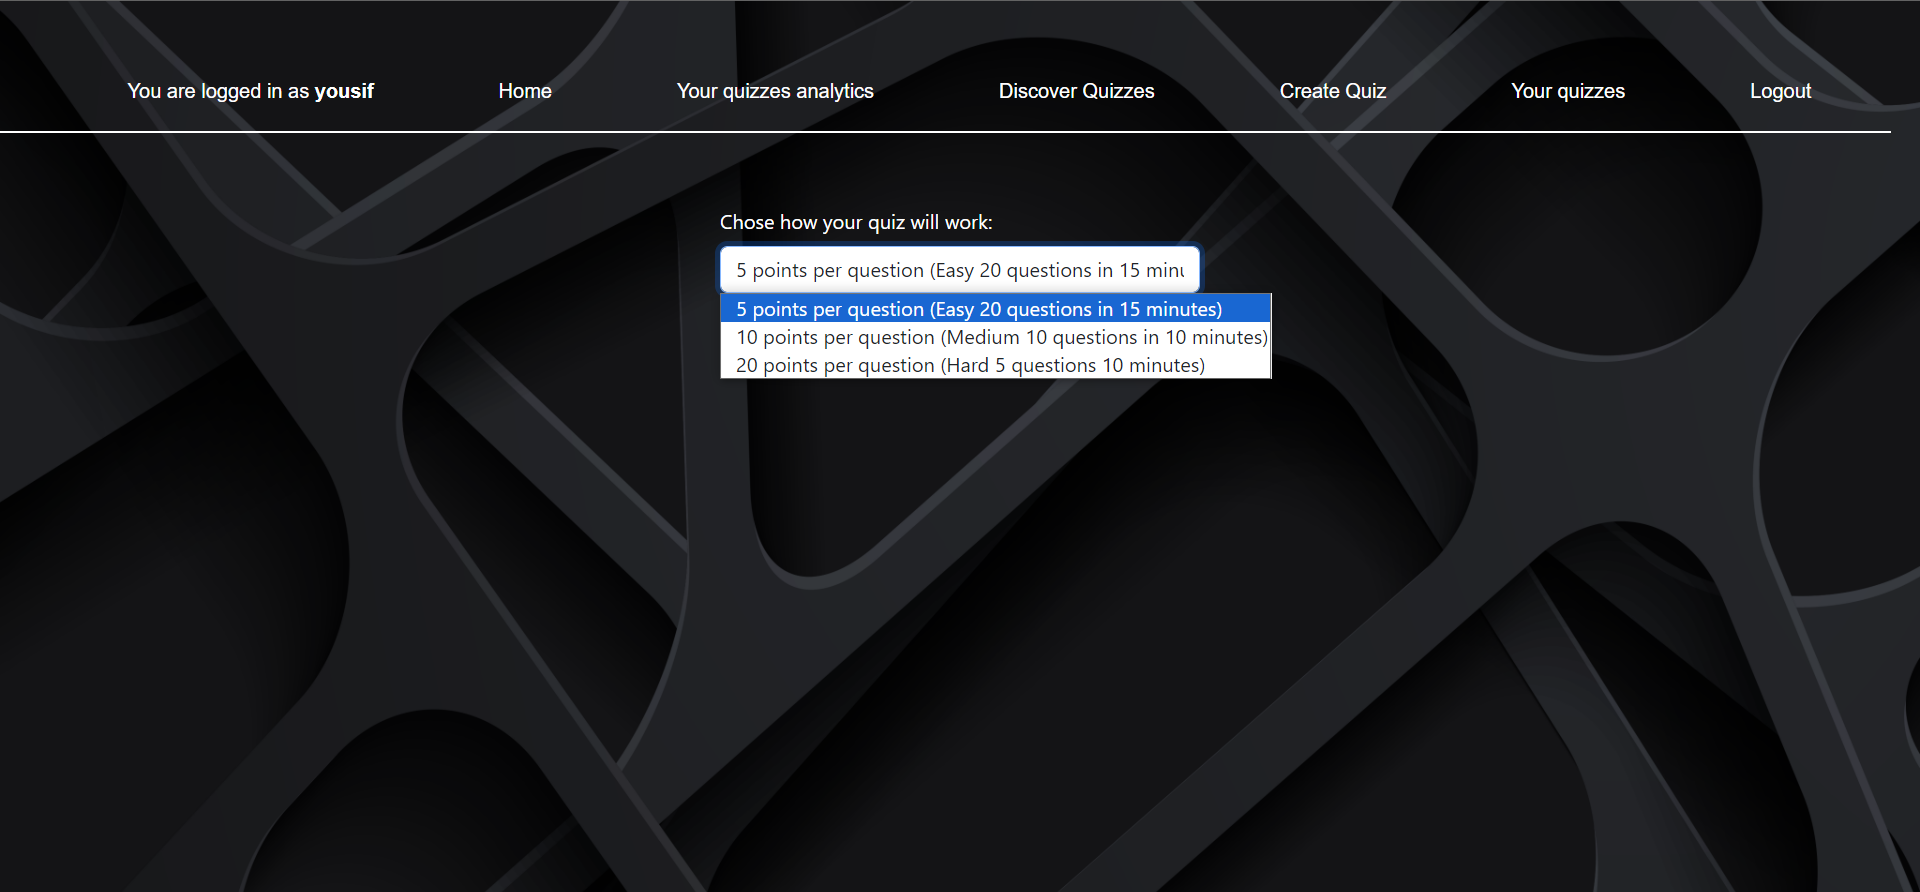 You are logged in as yousif Home Your quizzes analytics Discover Quizzes Create Quiz Your quizzes Logout
Chose how your quiz will work:
5 points per question (Easy 20 questions in 15 minu
5 points per question (Easy 20 questions in 15 minutes)
10 points per question (Medium 10 questions in 10 minutes)
20 points per question (Hard 5 questions 10 minutes)